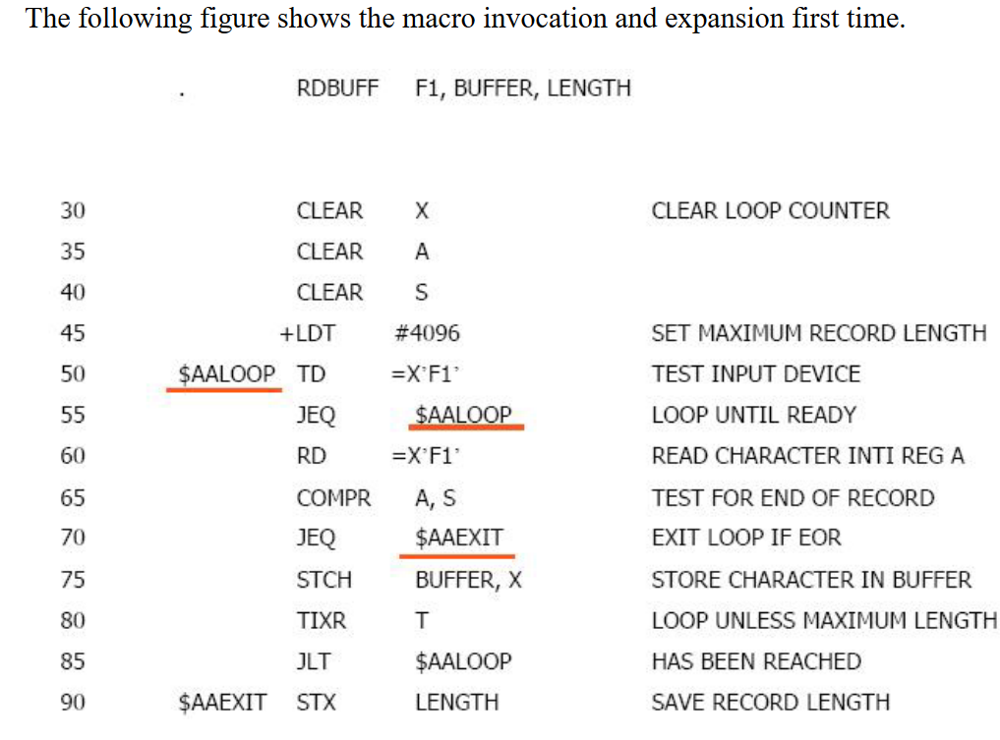 The following figure shows the macro invocation and expansion first time.
. RDBUFF F1, BUFFER, LENGTH
30 CLEAR X CLEAR LOOP COUNTER
35 CLEAR A
40 CLEAR S
45 +LDT #4096 SET MAXIMUM RECORD LENGTH
50 $AALOOP TD =X'F1' TEST INPUT DEVICE
55 JEQ $AALOOP LOOP UNTIL READY
60 RD =X'F1' READ CHARACTER INTI REG A
65 COMPR A, S TEST FOR END OF RECORD
70 JEQ $AAEXIT EXIT LOOP IF EOR
75 STCH BUFFER, X STORE CHARACTER IN BUFFER
80 TIXR T LOOP UNLESS MAXIMUM LENGTH
85 JLT $AALOOP HAS BEEN REACHED
90 $AAEXIT STX LENGTH SAVE RECORD LENGTH